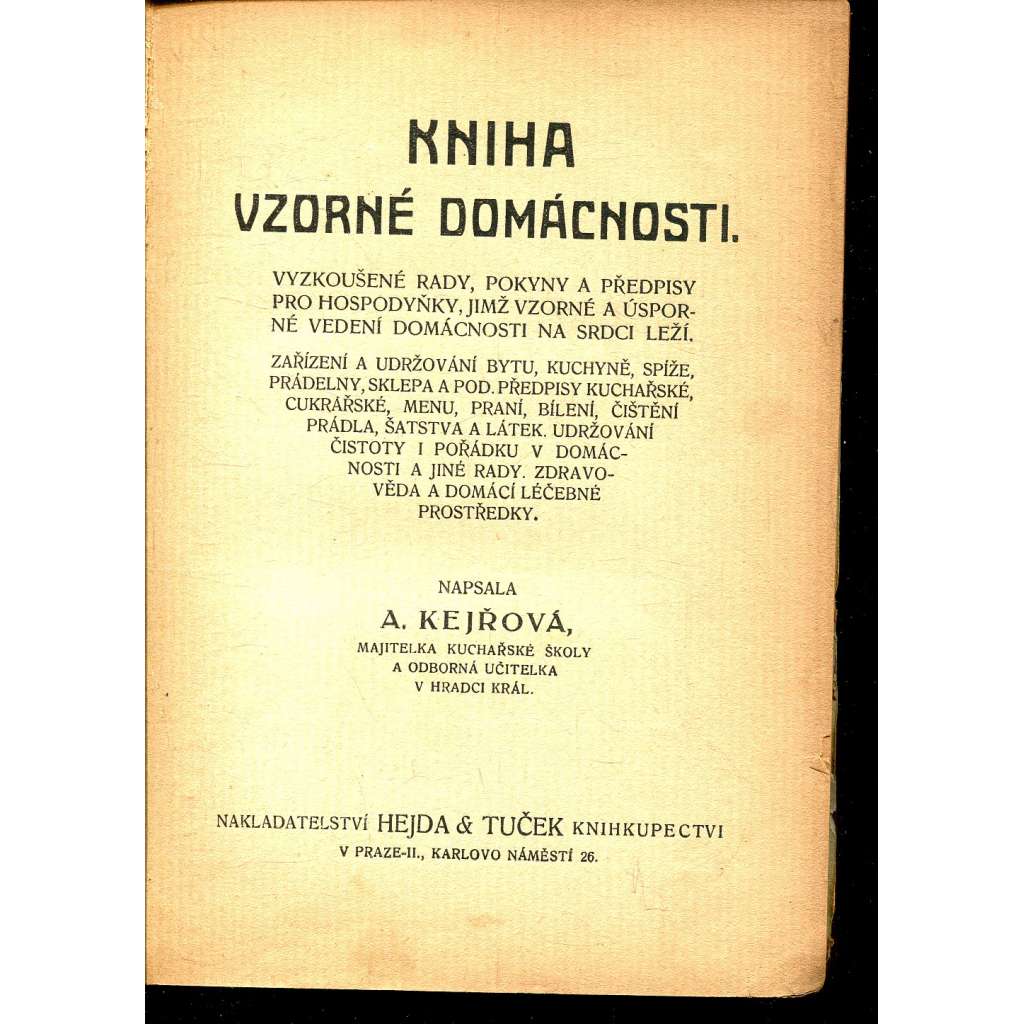 KNIHA
VZORNÉ DOMÁCNOSTI.
VYZKOUŠENÉ RADY, POKYNY A PŘEDPISY
PRO HOSPODYŇKY, JIMŽ VZORNÉ A ÚSPOR-
NÉ VEDENÍ DOMÁCNOSTI NA SRDCI LEŽÍ.
ZAŘÍZENÍ A UDRŽOVÁNÍ BYTU, KUCHYNĚ, SPÍŽE,
PRÁDELNY, SKLEPA A POD. PŘEDPISY KUCHAŘSKÉ,
CUKRÁŘSKÉ, MENU, PRANÍ, BÍLENÍ, ČIŠTĚNÍ
PRÁDLA, ŠATSTVA A LÁTEK. UDRŽOVÁNÍ
ČISTOTY I POŘÁDKU V DOMÁC-
NOSTI A JINÉ RADY. ZDRAVO-
VĚDA A DOMÁCÍ LÉČEBNÉ
PROSTŘEDKY.
NAPSALA
A. KEJŘOVÁ,
MAJITELKA KUCHAŘSKÉ ŠKOLY
A ODBORNÁ UČITELKA
V HRADCI KRÁL.
NAKLADATELSTVÍ HEJDA & TUČEK KNIHKUPECTVI
V PRAZE-II., KARLOVO NÁMĚSTÍ 26.